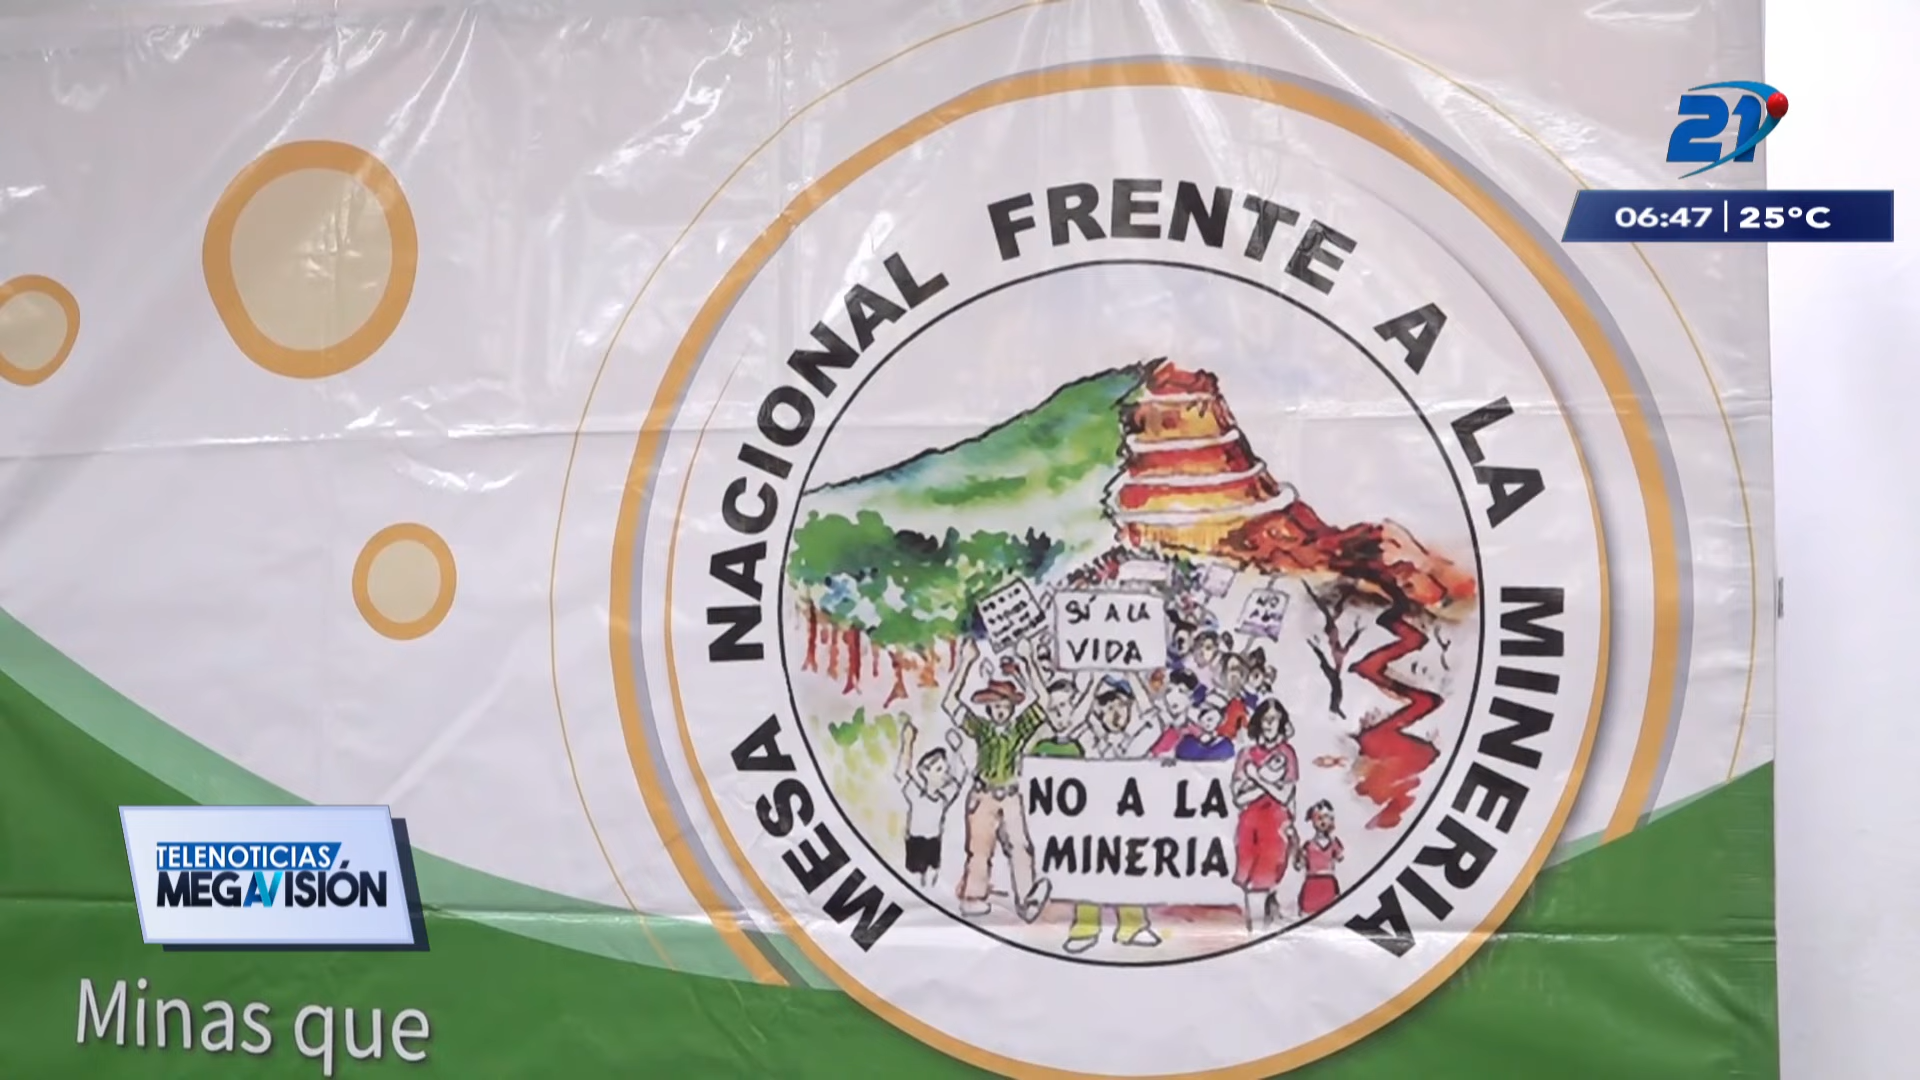 21
06:47 | 25°C
MESA NACIONAL FRENTE A LA MINERIA
SÍ A LA
VIDA
NO A LA
MINERIA
TELENOTICIAS
MEGAVISIÓN
Minas que